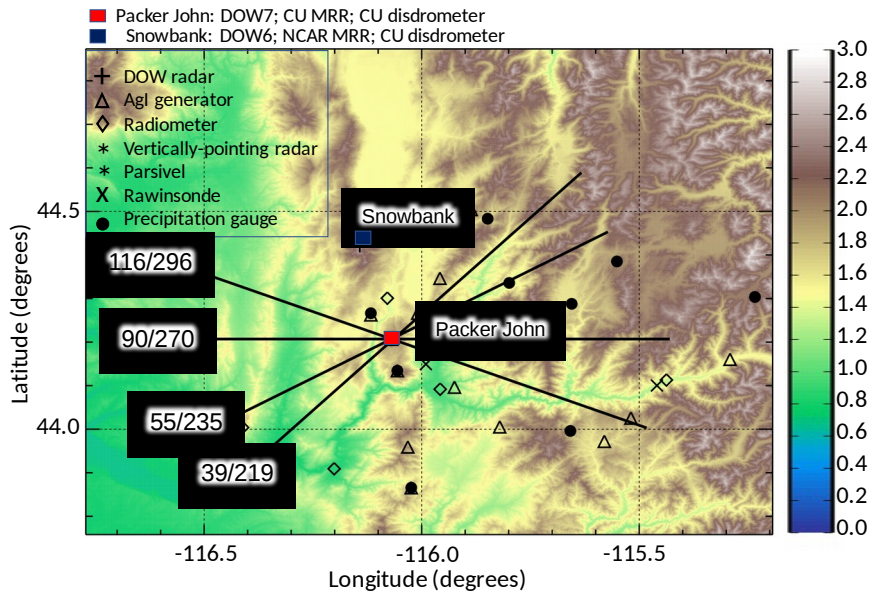 Packer John: DOW7; CU MRR; CU disdrometer
Snowbank: DOW6; NCAR MRR; CU disdrometer
DOW radar
AgI generator
Radiometer
Vertically-pointing radar
Parsivel
Rawinsonde
Precipitation gauge
Snowbank
116/296
Packer John
90/270
55/235
39/219
44.5
44.0
Latitude (degrees)
-116.5
-116.0
-115.5
Longitude (degrees)
3.0
2.8
2.6
2.4
2.2
2.0
1.8
1.6
1.4
1.2
1.0
0.8
0.6
0.4
0.2
0.0